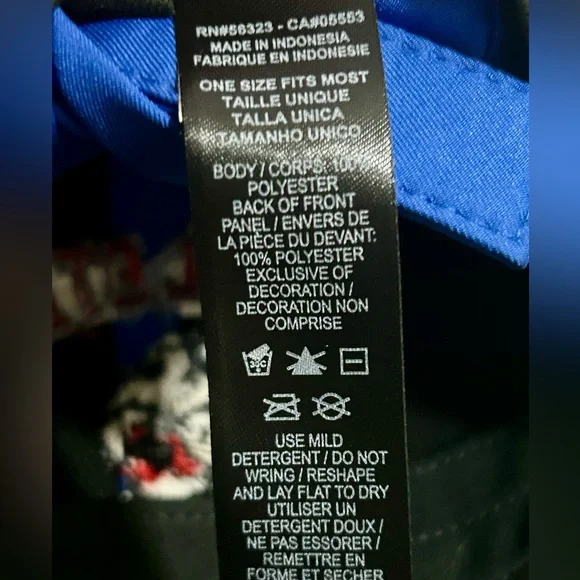 RN#56323 - CA#05553
MADE IN INDONESIA
FABRIQUE EN INDONESIE
ONE SIZE FITS MOST
TAILLE UNIQUE
TALLA UNICA
TAMANHO UNICO
BODY / CORPS: 100%
POLYESTER
BACK OF FRONT
PANEL / ENVERS DE
LA PIÈCE DU DEVANT:
100% POLYESTER
EXCLUSIVE OF
DECORATION /
DECORATION NON
COMPRISE
30C
USE MILD
DETERGENT / DO NOT
WRING / RESHAPE
AND LAY FLAT TO DRY
UTILISER UN
DETERGENT DOUX /
NE PAS ESSORER /
REMETTRE EN
FORME ET SECHER